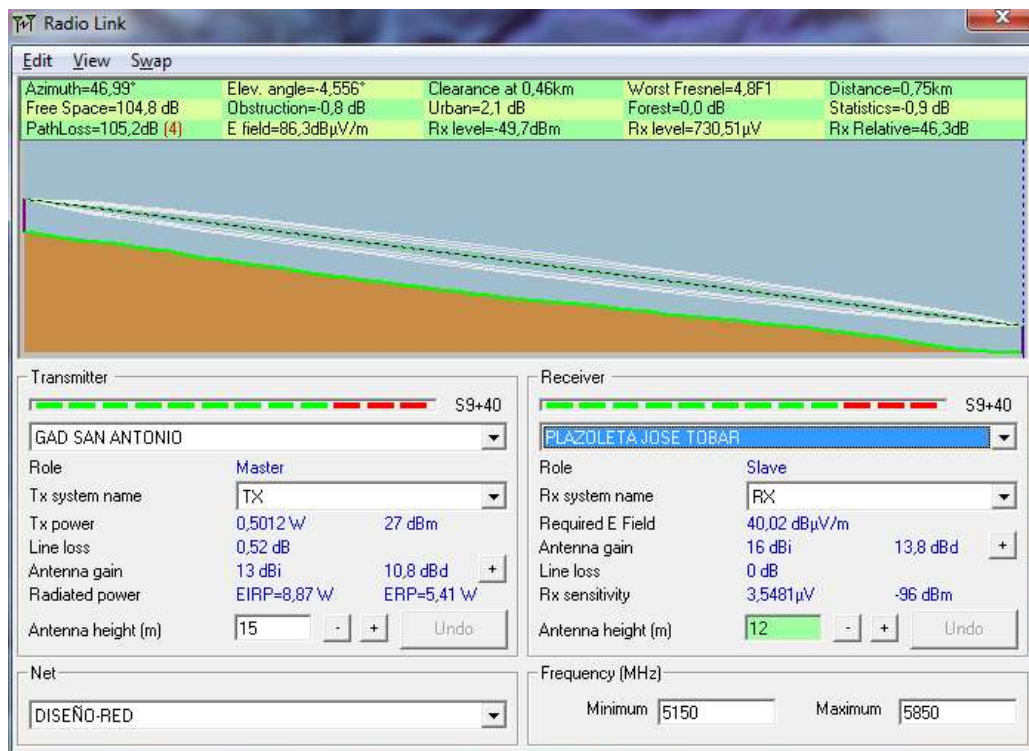 Radio Link
Edit View Swap
Azimuth=46,99° Elev. angle=-4,556° Clearance at 0,46km Worst Fresnel=4,8F1 Distance=0,75km
Free Space=104,8 dB Obstruction=-0,8 dB Urban=2,1 dB Forest=0,0 dB Statistics=-0,9 dB
PathLoss=105,2dB (4) E field=86,3dBµV/m Rx level=-49,7dBm Rx level=730,51µV Rx Relative=46,3dB
Transmitter
S9+40
GAD SAN ANTONIO
Role Master
Tx system name TX
Tx power 0,5012 W 27 dBm
Line loss 0,52 dB
Antenna gain 13 dBi 10,8 dBd +
Radiated power EIRP=8,87 W ERP=5,41 W
Antenna height (m) 15 - + Undo
Net
DISEÑO-RED
Receiver
S9+40
PLAZOLETA JOSE TOBAR
Role Slave
Rx system name RX
Required E Field 40,02 dBµV/m
Antenna gain 16 dBi 13,8 dBd +
Line loss 0 dB
Rx sensitivity 3,5481µV -96 dBm
Antenna height (m) 12 - + Undo
Frequency (MHz)
Minimum 5150 Maximum 5850